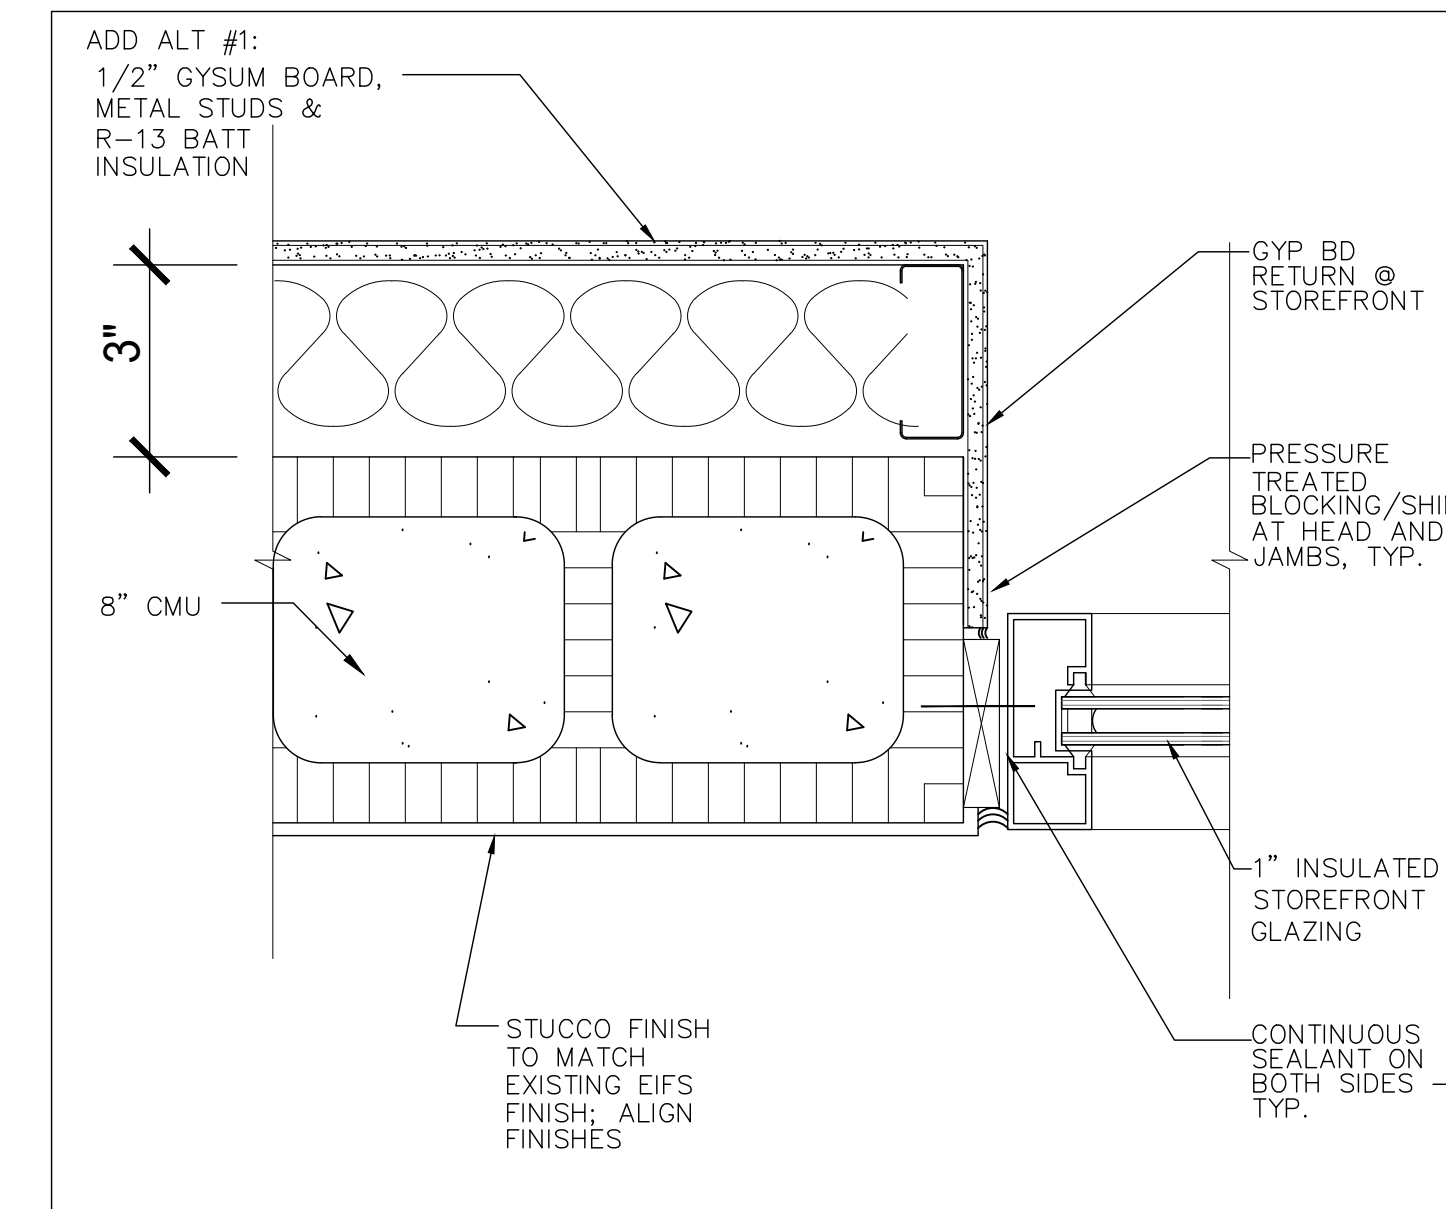 ADD ALT #1:
1/2" GYSUM BOARD,
METAL STUDS &
R-13 BATT
INSULATION
3"
GYP BD
RETURN @
STOREFRONT
PRESSURE
TREATED
AT HEAD AND
JAMBS, TYP.
8" CMU
1" INSULATED
STOREFRONT
GLAZING
STUCCO FINISH
TO MATCH
EXISTING EIFS
FINISH; ALIGN
FINISHES
CONTINUOUS
SEALANT ON
BOTH SIDES -
TYP.